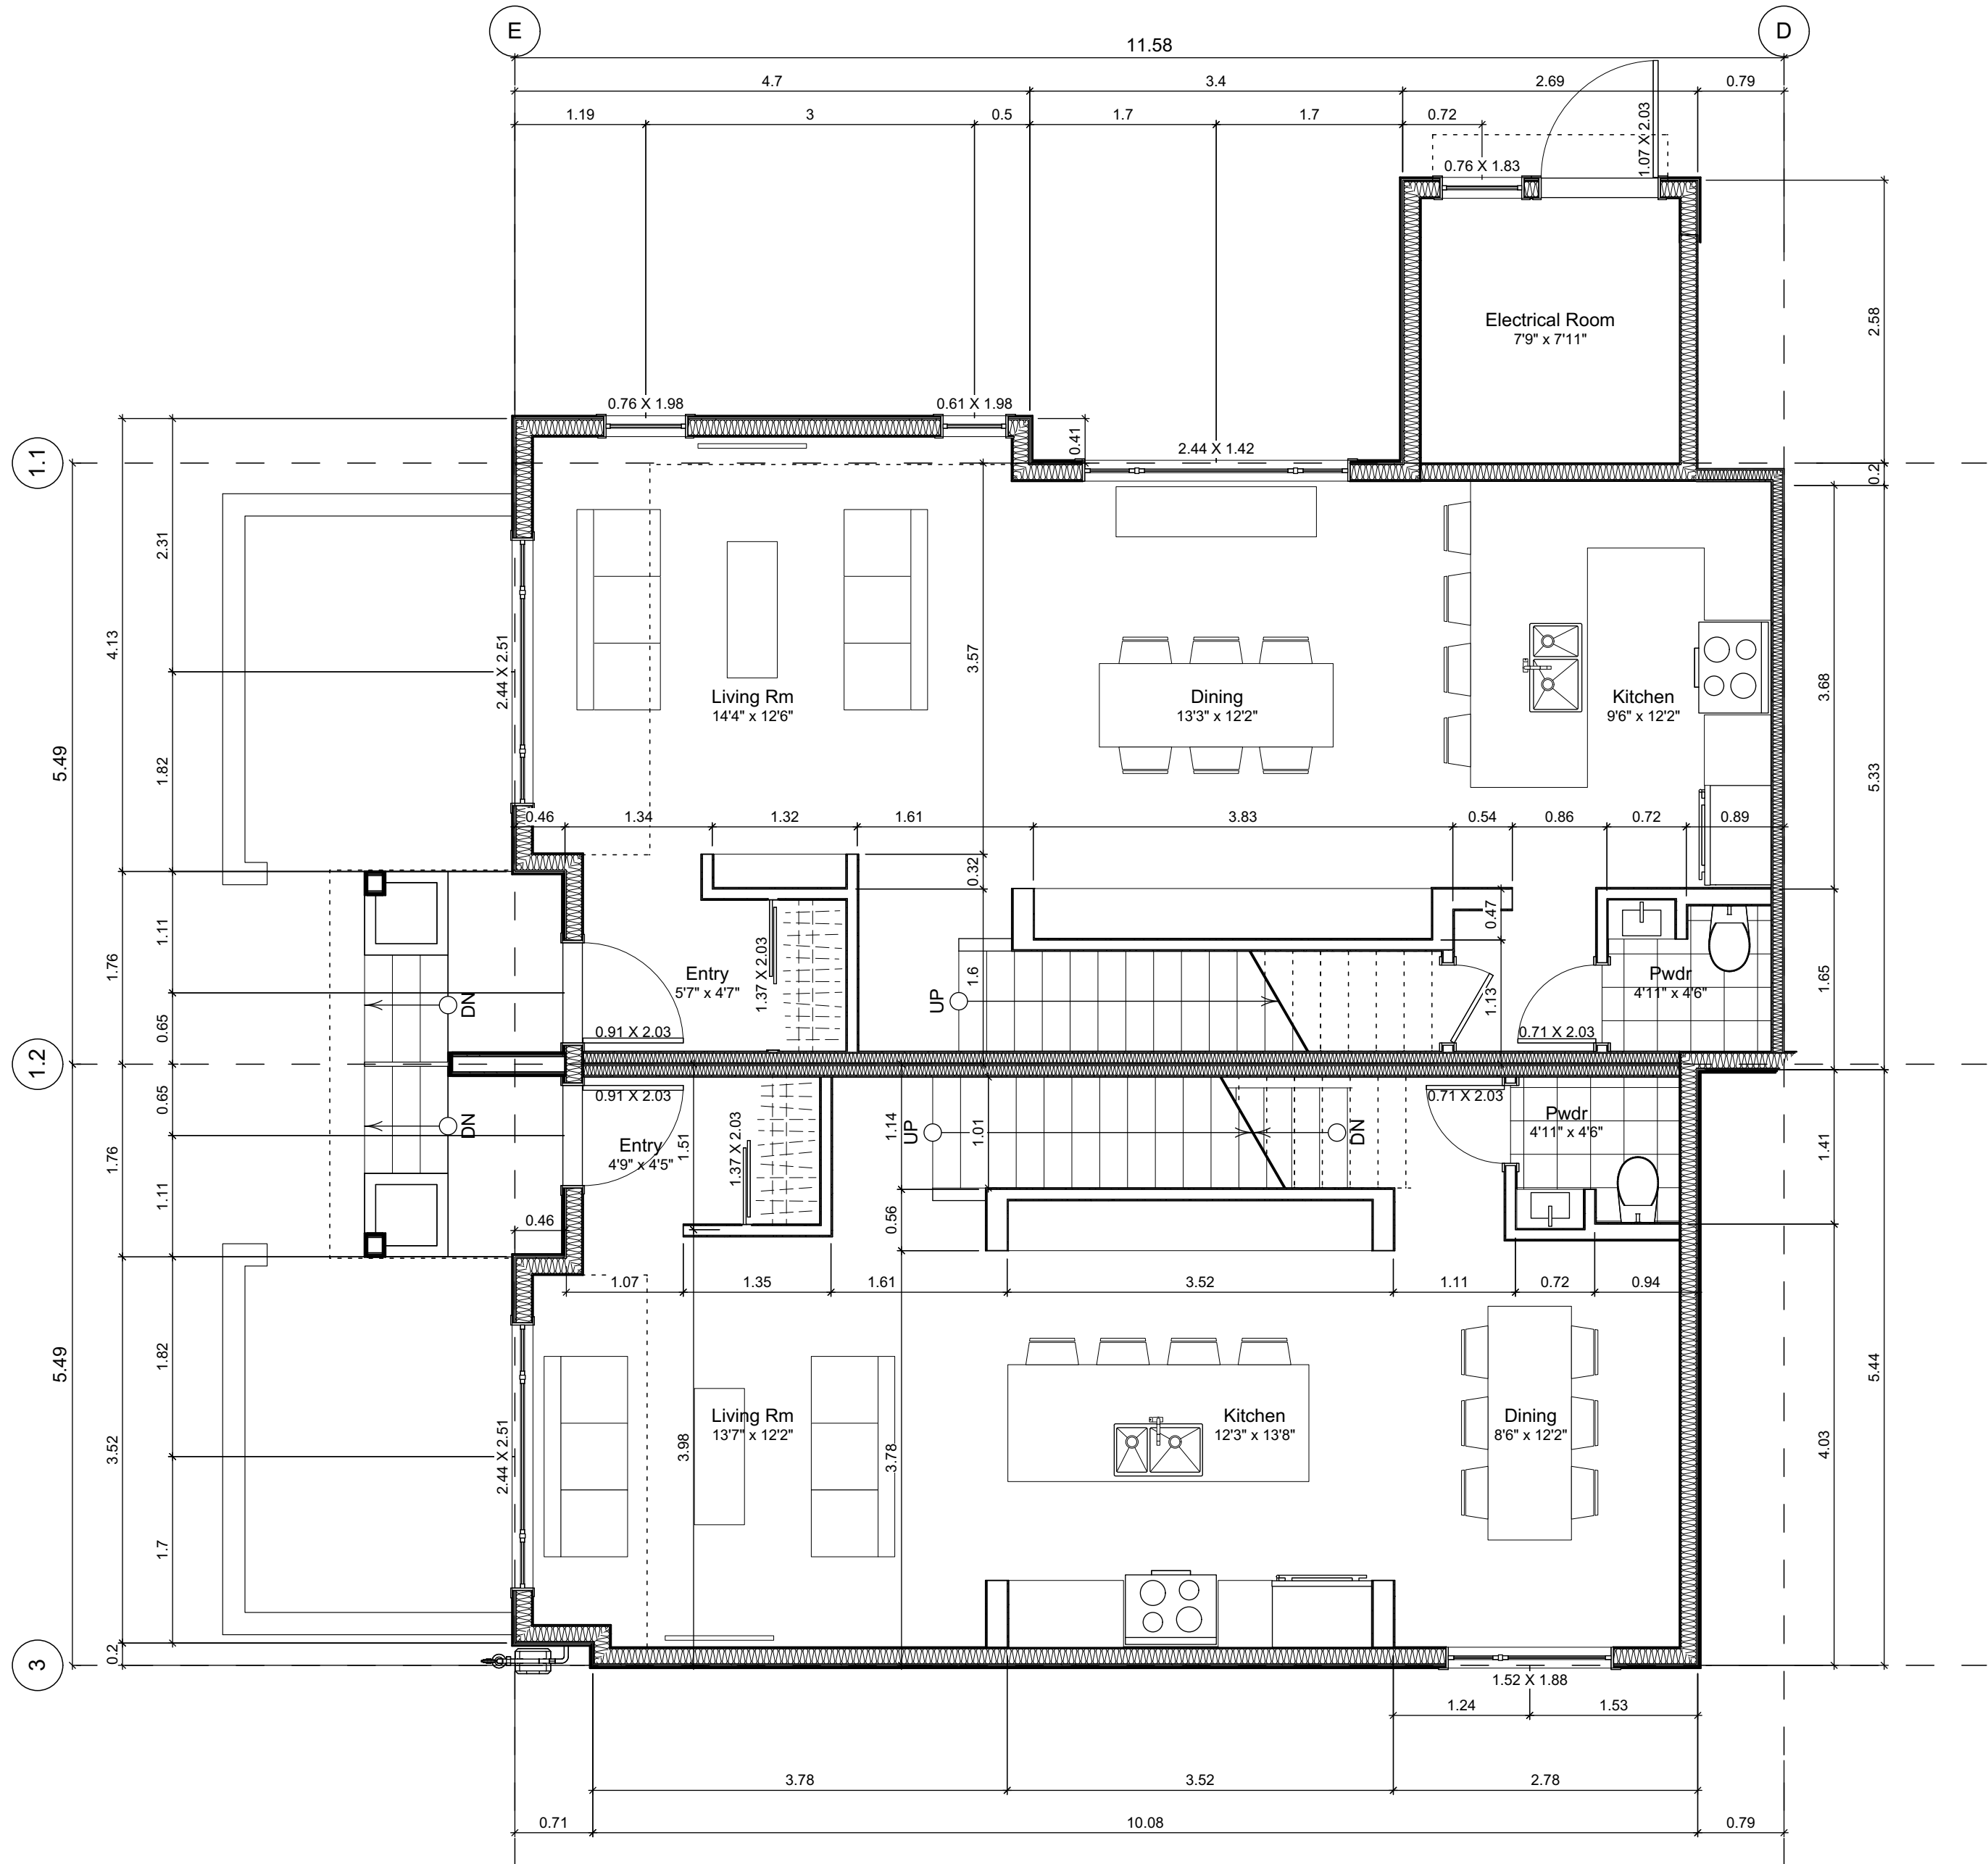 E
D
11.58
4.7
3.4
2.69
0.79
1.19
3
0.5
1.7
1.7
0.72
1.07 X 2.03
0.76 X 1.83
Electrical Room
7'9" x 7'11"
2.58
0.76 X 1.98
0.61 X 1.98
0.41
2.44 X 1.42
1.1
0.2
2.31
4.13
2.44 X 2.51
3.57
Living Rm
14'4" x 12'6"
Dining
13'3" x 12'2"
Kitchen
9'6" x 12'2"
3.68
5.49
1.82
5.33
0.46
1.34
1.32
1.61
3.83
0.54
0.86
0.72
0.89
0.32
0.47
1.11
1.76
DN
Entry
5'7" x 4'7"
1.37 X 2.03
1.6
UP
1.13
Pwdr
4'11" x 4'6"
1.65
0.65
0.91 X 2.03
0.71 X 2.03
1.2
0.65
0.91 X 2.03
0.71 X 2.03
DN
1.76
1.11
Entry
4'9" x 4'5"
1.51
1.37 X 2.03
1.14
UP
1.01
DN
Pwdr
4'11" x 4'6"
1.41
0.46
0.56
1.07
1.35
1.61
3.52
1.11
0.72
0.94
5.49
1.82
5.44
3.52
2.44 X 2.51
Living Rm
13'7" x 12'2"
3.98
3.78
Kitchen
12'3" x 13'8"
Dining
8'6" x 12'2"
4.03
1.7
0.2
3
1.52 X 1.88
1.24
1.53
3.78
3.52
2.78
0.71
10.08
0.79